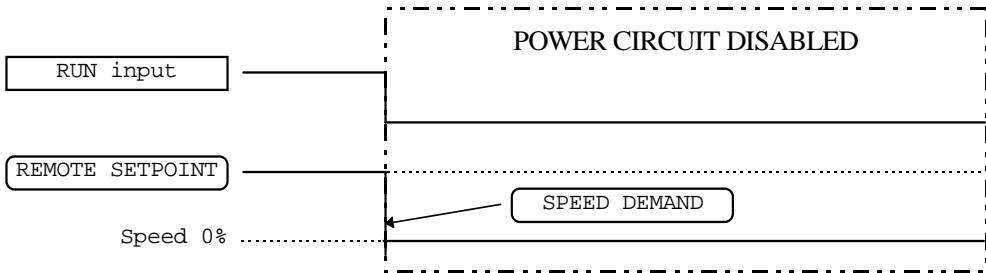 POWER CIRCUIT DISABLED
RUN input
REMOTE SETPOINT
SPEED DEMAND
Speed 0%